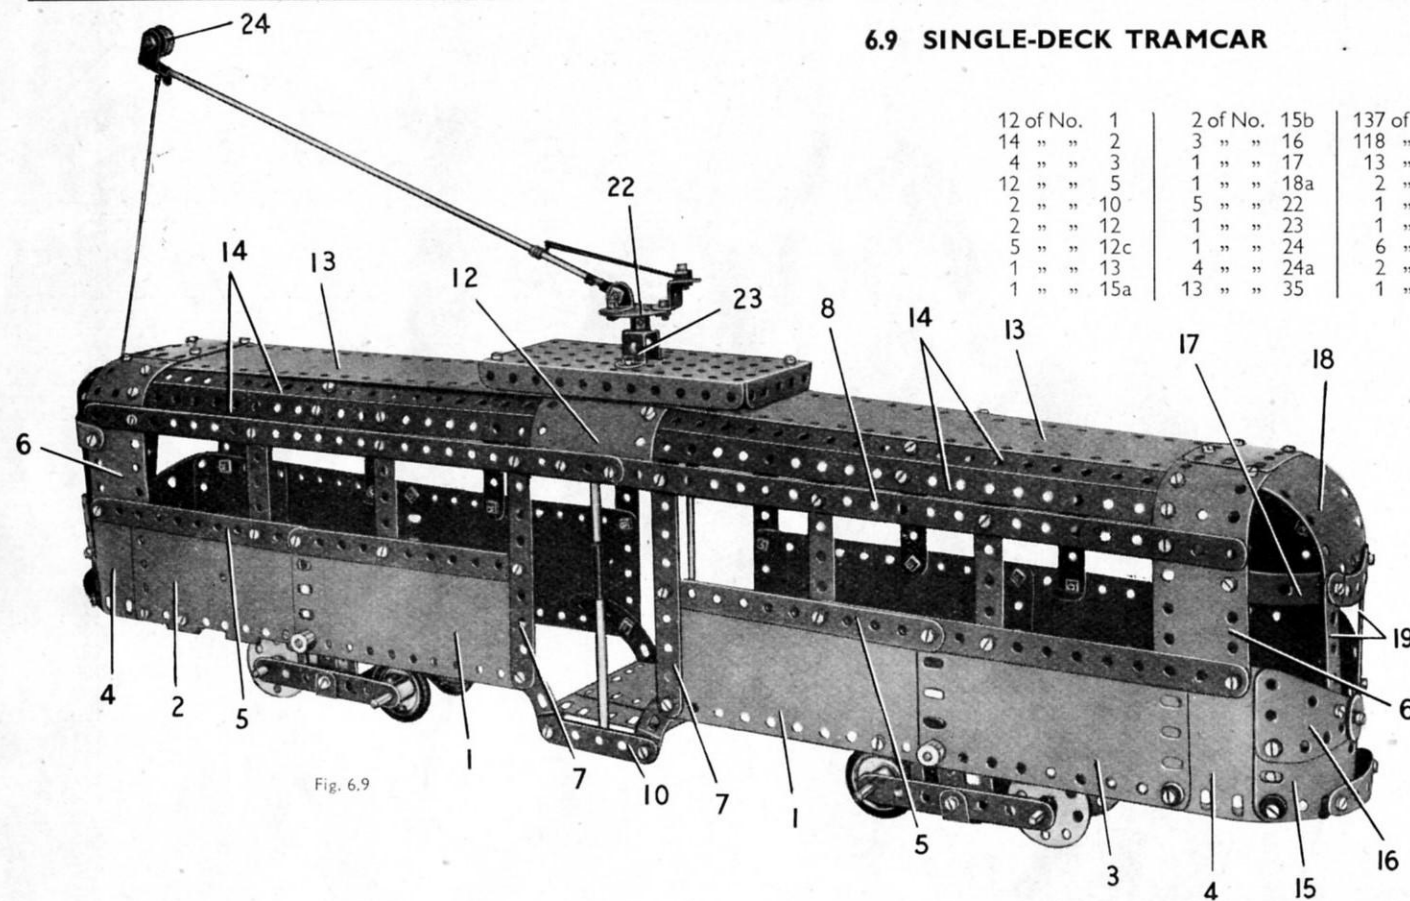 6.9 SINGLE-DECK TRAMCAR
12 of No. 1 2 of No. 15b 137 of
14 „ „ 2 3 „ „ 16 118 „
4 „ „ 3 1 „ „ 17 13 „
12 „ „ 5 1 „ „ 18a 2 „
2 „ „ 10 5 „ „ 22 1 „
2 „ „ 12 1 „ „ 23 1 „
5 „ „ 12c 1 „ „ 24 6 „
1 „ „ 13 4 „ „ 24a 2 „
1 „ „ 15a 13 „ „ 35 1 „
24
22
14
13
12
23
8
14
13
17
18
6
19
4
2
5
1
7
10
7
1
5
3
4
15
16
6
Fig. 6.9